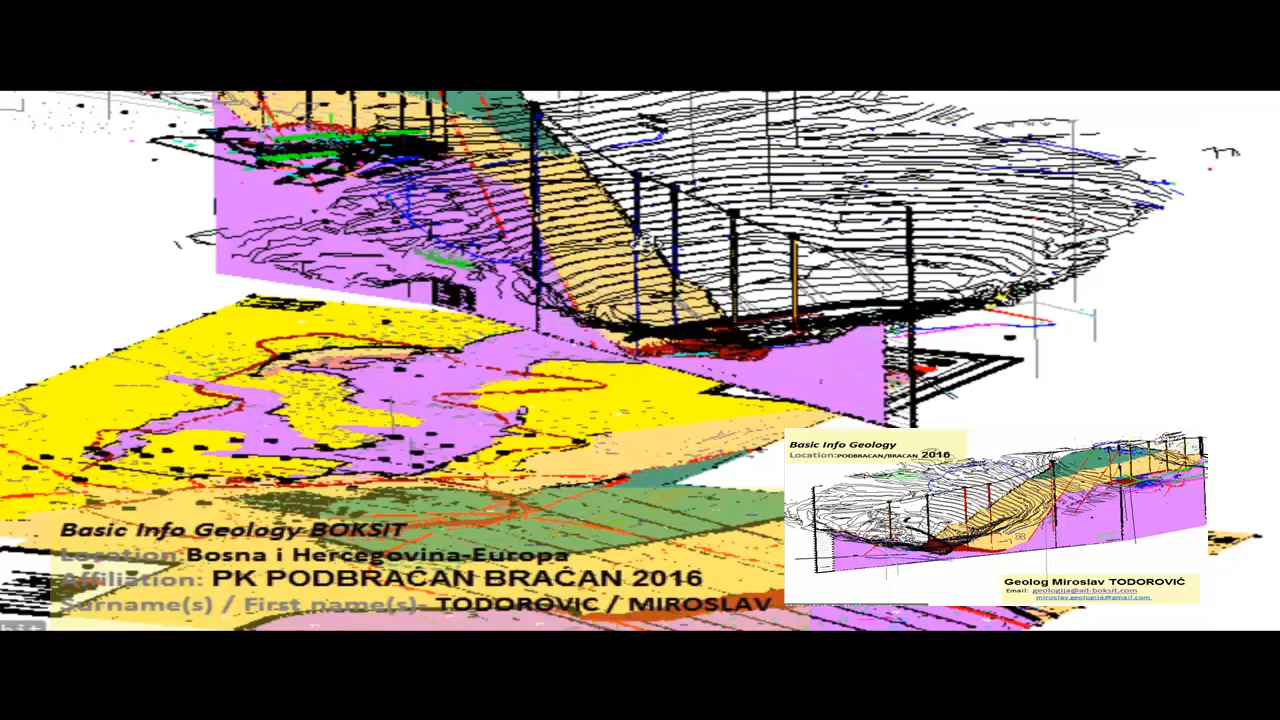 Basic Info Geology BOKSIT
Location: Bosna i Hercegovina-Europa
Affiliation: PK PODBRAĆAN BRAĆAN 2016
Surname(s) / First name(s) TODOROVIC / MIROSLAV
Basic Info Geology
Location:PODBRACAN/BRACAN 2016
Geolog Miroslav TODOROVIĆ
Email: geologija@ad-boksit.com
miroslav.geologija@gmail.com